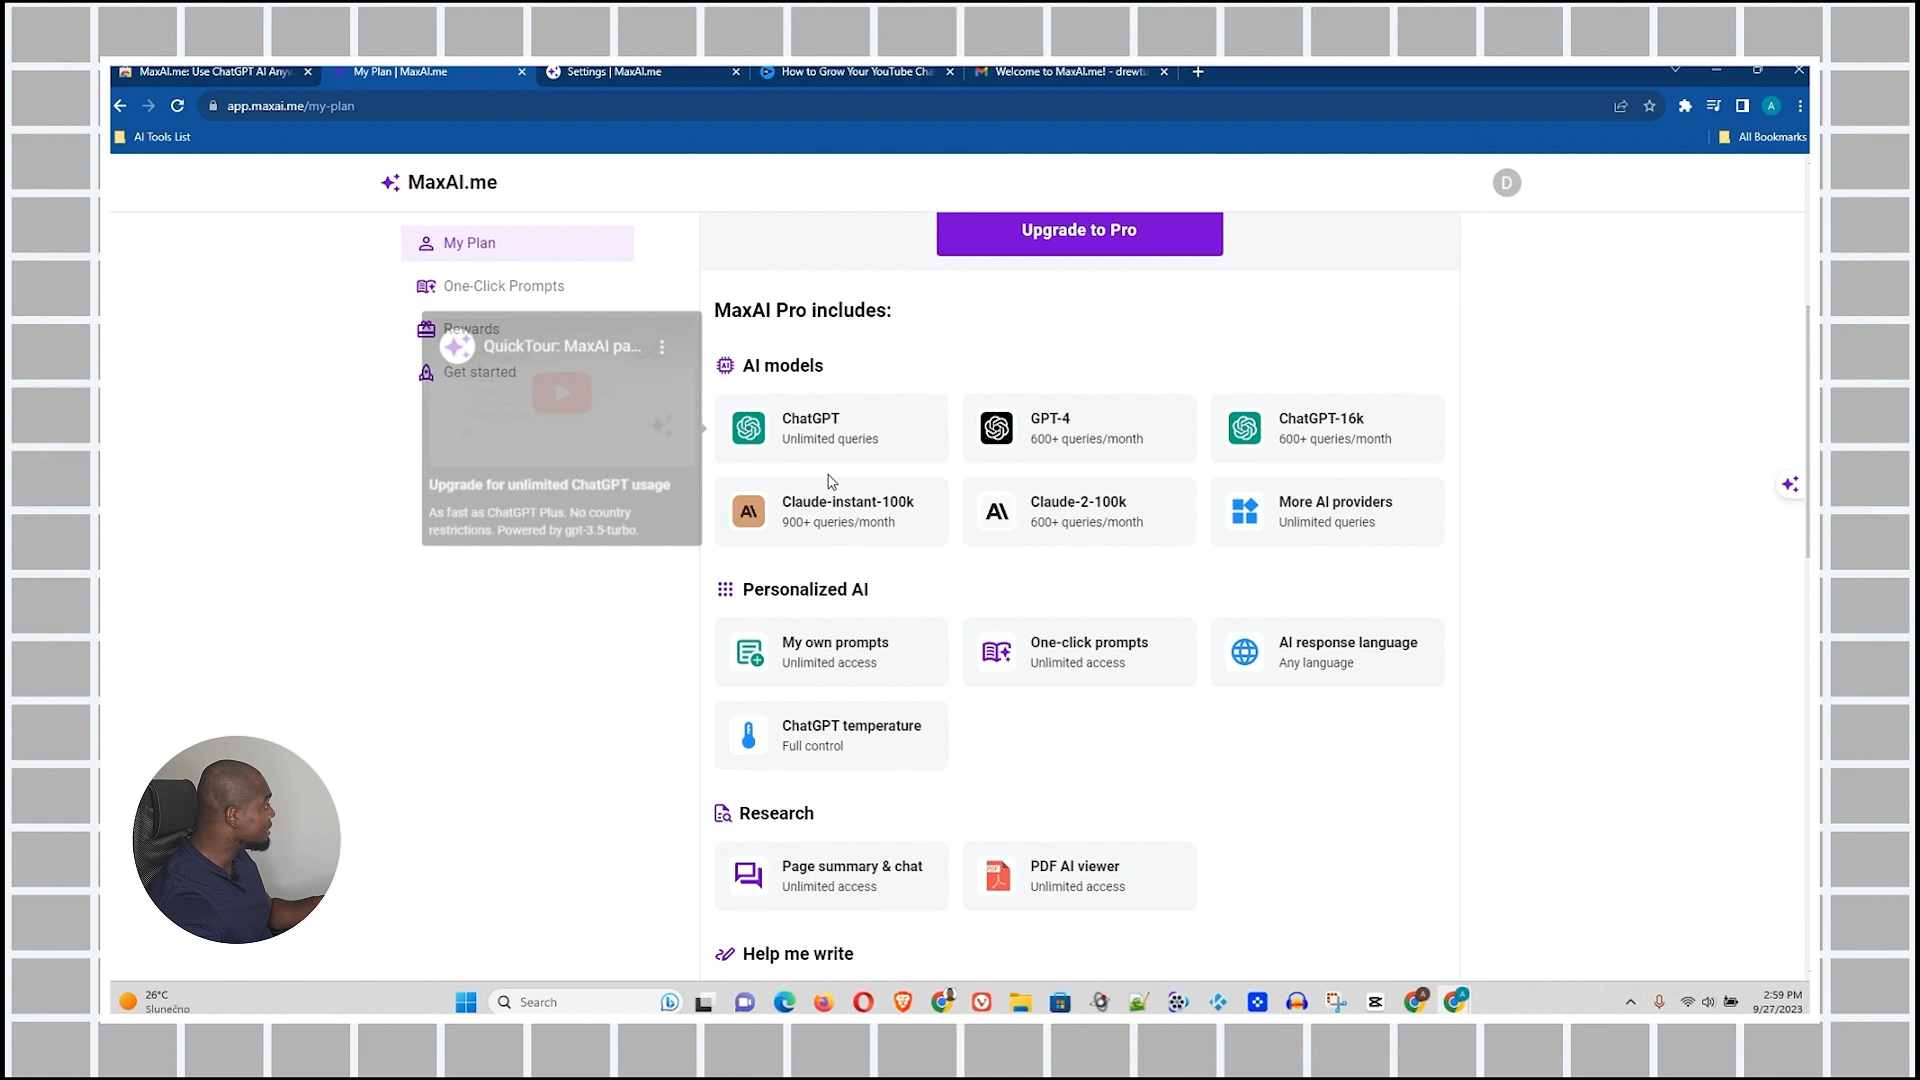 MaxAI.me: Use ChatGPT AI Anyw
My Plan | MaxAI.me
Settings | MaxAI.me
How to Grow Your YouTube Cha
Welcome to MaxAI.me! - drewtu
app.maxai.me/my-plan
A
AI Tools List
All Bookmarks
MaxAI.me
D
My Plan
One-Click Prompts
Rewards
Get started
QuickTour: MaxAI pa...
Upgrade for unlimited ChatGPT usage
As fast as ChatGPT Plus. No country
restrictions. Powered by gpt-3.5-turbo.
Upgrade to Pro
MaxAI Pro includes:
AI models
ChatGPT
Unlimited queries
GPT-4
600+ queries/month
ChatGPT-16k
600+ queries/month
Claude-instant-100k
900+ queries/month
Claude-2-100k
600+ queries/month
More AI providers
Unlimited queries
Personalized AI
My own prompts
Unlimited access
One-click prompts
Unlimited access
AI response language
Any language
ChatGPT temperature
Full control
Research
Page summary & chat
Unlimited access
PDF AI viewer
Unlimited access
Help me write
26°C
Slunečno
Search
2:59 PM
9/27/2023